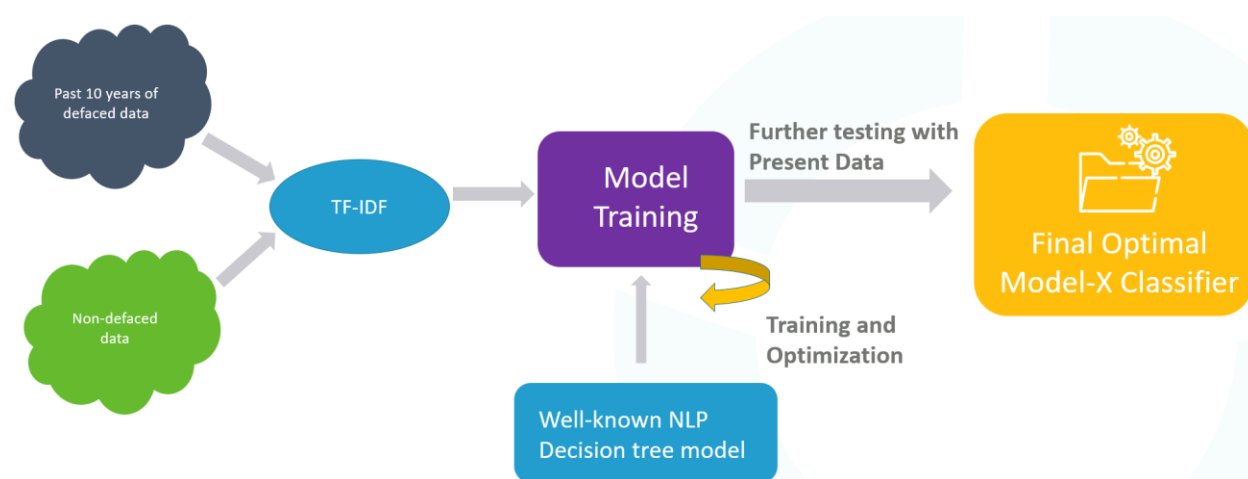 Past 10 years of
defaced data
Non-defaced
data
TF-IDF
Model
Training
Further testing with
Present Data
Training and
Optimization
Well-known NLP
Decision tree model
Final Optimal
Model-X Classifier